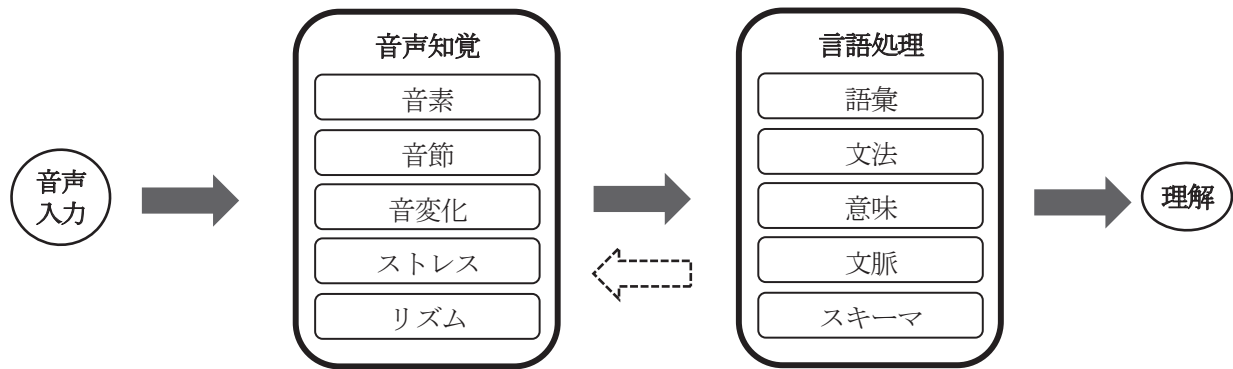 音声
入力
音声知覚
音素
音節
音変化
ストレス
リズム
言語処理
語彙
文法
意味
文脈
スキーマ
理解